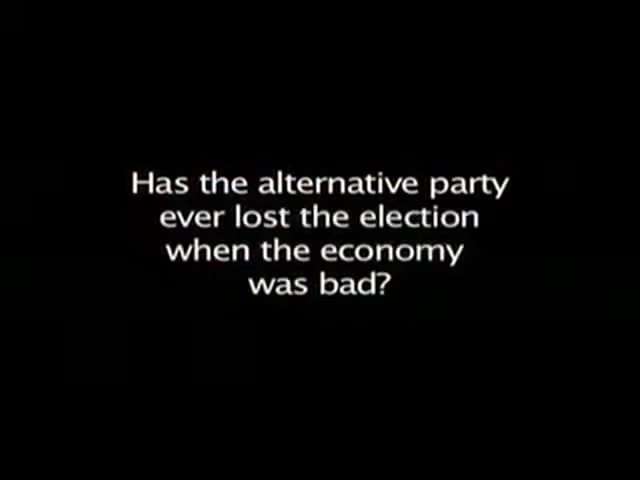 Has the alternative party
ever lost the election
when the economy
was bad?